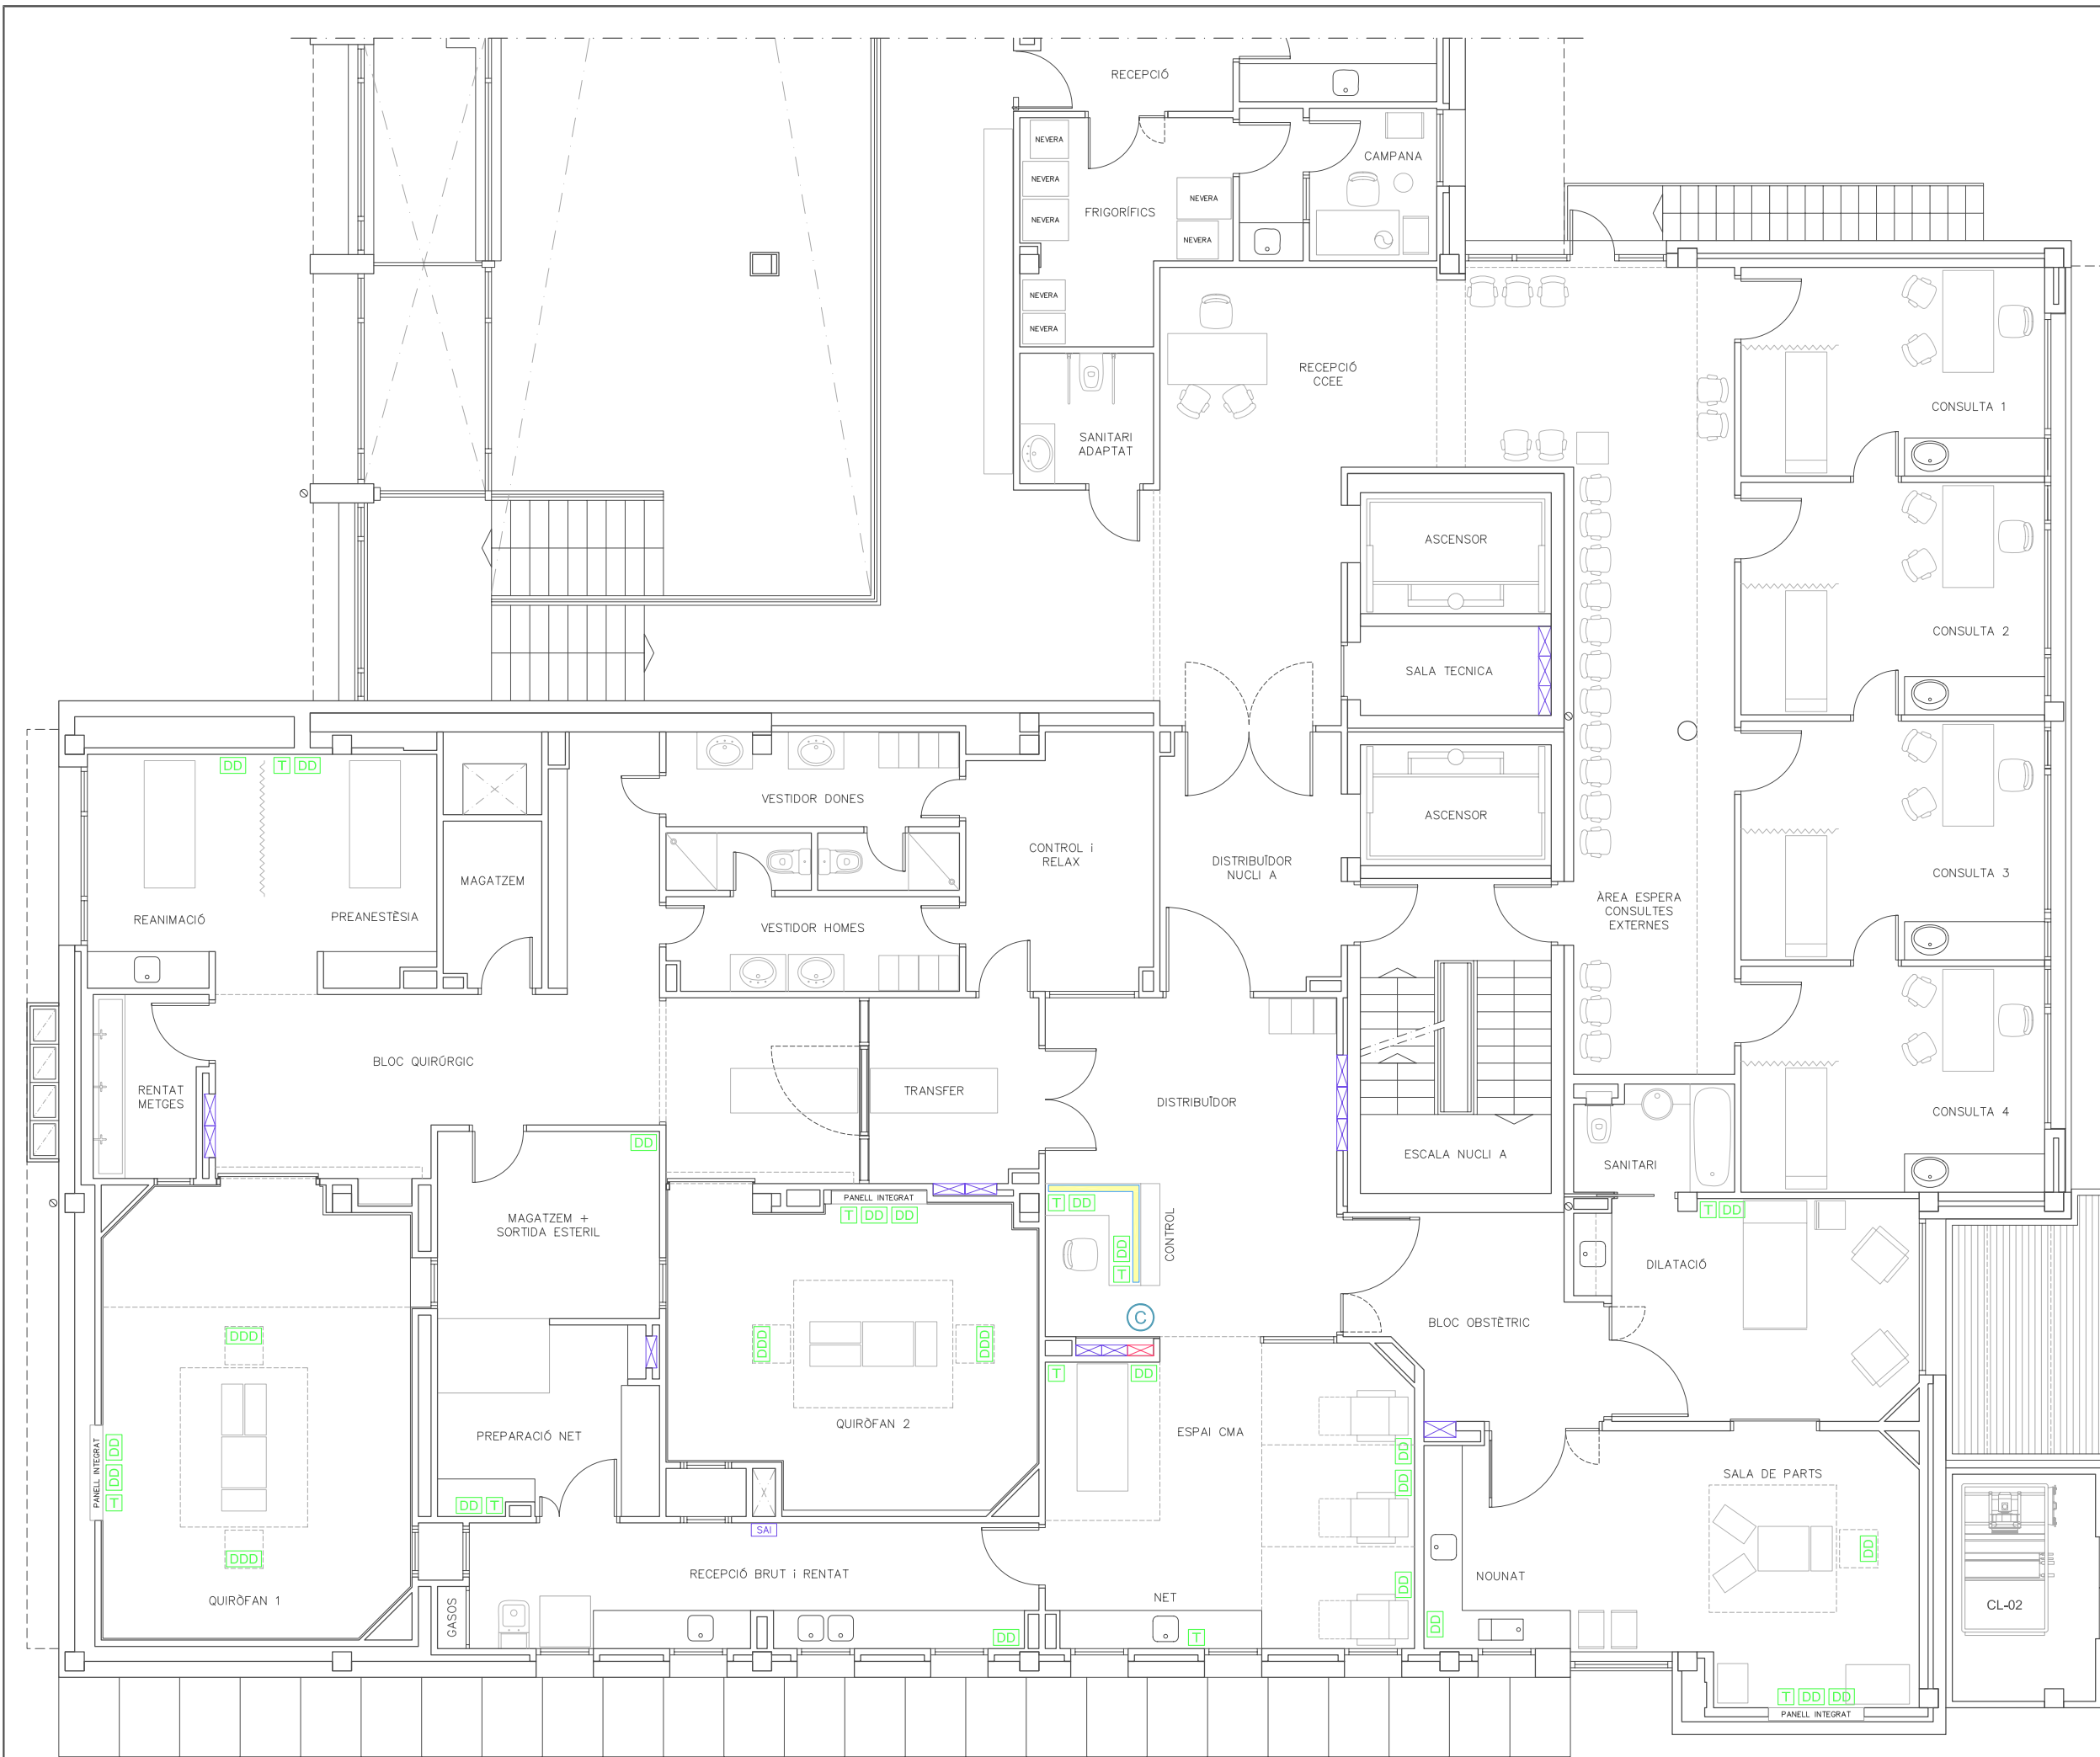 RECEPCIÓ
CAMPANA
NEVERA
NEVERA
NEVERA
NEVERA
NEVERA
FRIGORÍFICS
NEVERA
NEVERA
RECEPCIÓ
CCEE
SANITARI
ADAPTAT
CONSULTA 1
ASCENSOR
CONSULTA 2
SALA TECNICA
DD
T
DD
VESTIDOR DONES
ASCENSOR
CONTROL i
RELAX
DISTRIBUÏDOR
NUCLI A
MAGATZEM
REANIMACIÓ
PREANESTÈSIA
VESTIDOR HOMES
ÀREA ESPERA
CONSULTES
EXTERNES
CONSULTA 3
BLOC QUIRÚRGIC
RENTAT
METGES
TRANSFER
DISTRIBUÏDOR
CONSULTA 4
DD
ESCALA NUCLI A
SANITARI
PANELL INTEGRAT
T
DD
DD
T
DD
DD
T
CONTROL
T
DD
MAGATZEM +
SORTIDA ESTERIL
DILATACIÓ
C
BLOC OBSTÈTRIC
DDD
DDD
DDD
T
DD
QUIRÒFAN 2
ESPAI CMA
PREPARACIÓ NET
PANELL INTEGRAT
DD
DD
T
DD
DD
SALA DE PARTS
DD
T
SAI
DD
DDD
RECEPCIÓ BRUT i RENTAT
NOUNAT
DD
NET
QUIRÒFAN 1
GASOS
CL-02
DD
T
DD
T
DD
DD
PANELL INTEGRAT